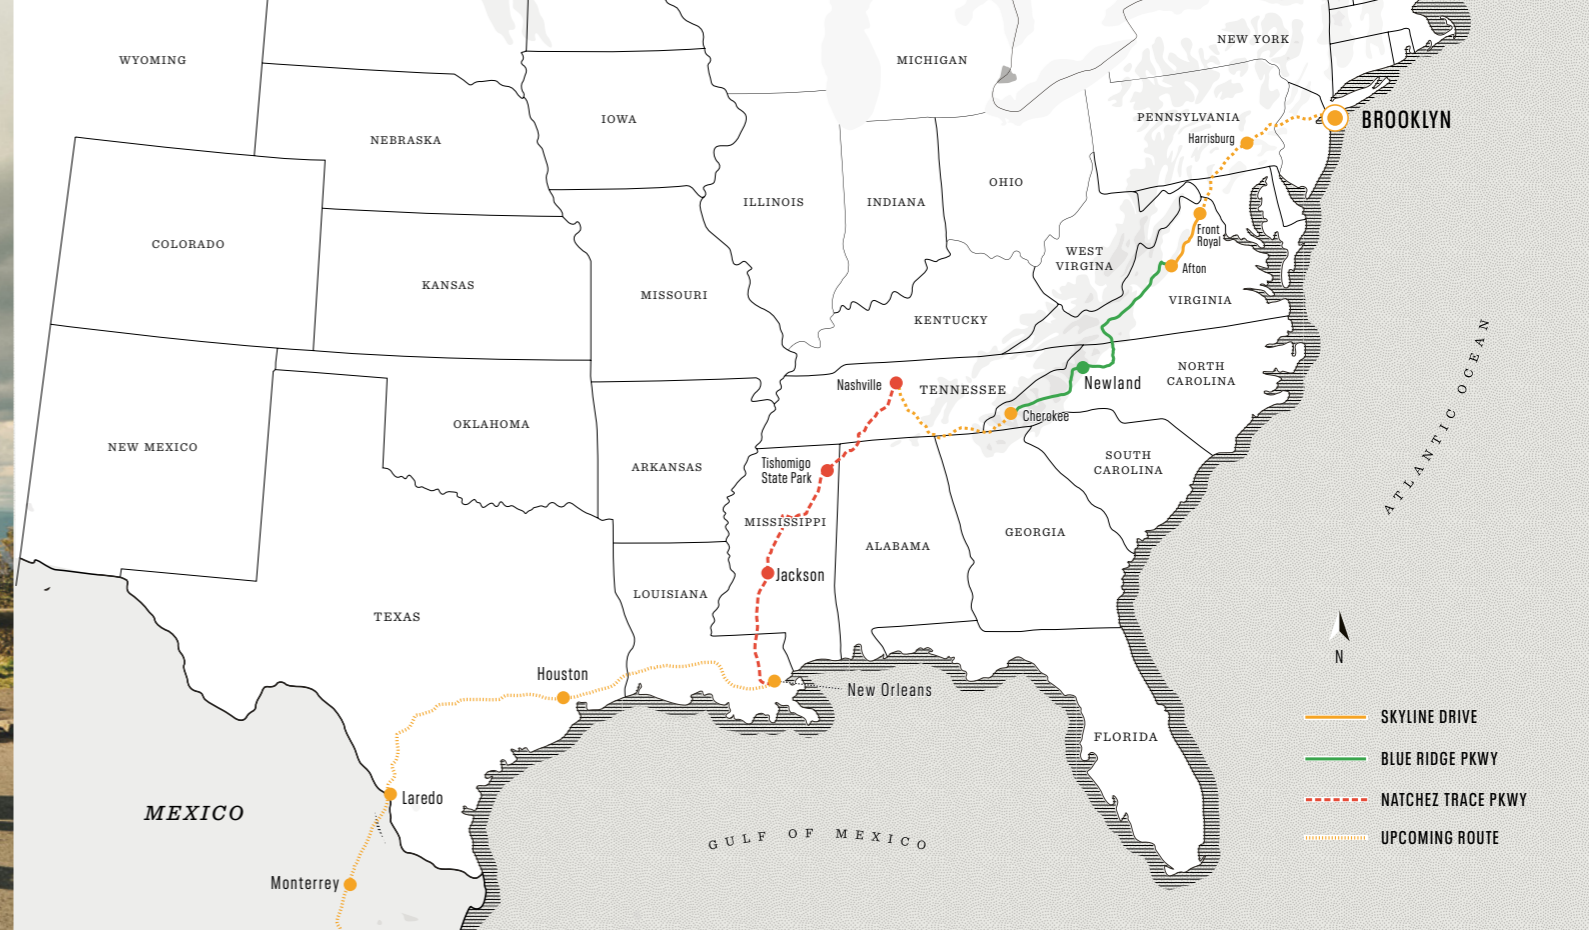 NEW YORK
WYOMING
MICHIGAN
IOWA
PENNSYLVANIA
BROOKLYN
NEBRASKA
Harrisburg
OHIO
ILLINOIS
INDIANA
COLORADO
Front
Royal
WEST
VIRGINIA
Afton
KANSAS
MISSOURI
VIRGINIA
KENTUCKY
NORTH
CAROLINA
Nashville
TENNESSEE
Newland
Cherokee
OKLAHOMA
NEW MEXICO
ARKANSAS
Tishomigo
State Park
SOUTH
CAROLINA
ATLANTIC OCEAN
MISSISSIPPI
GEORGIA
ALABAMA
Jackson
LOUISIANA
TEXAS
N
Houston
New Orleans
SKYLINE DRIVE
FLORIDA
BLUE RIDGE PKWY
Laredo
NATCHEZ TRACE PKWY
MEXICO
GULF OF MEXICO
UPCOMING ROUTE
Monterrey